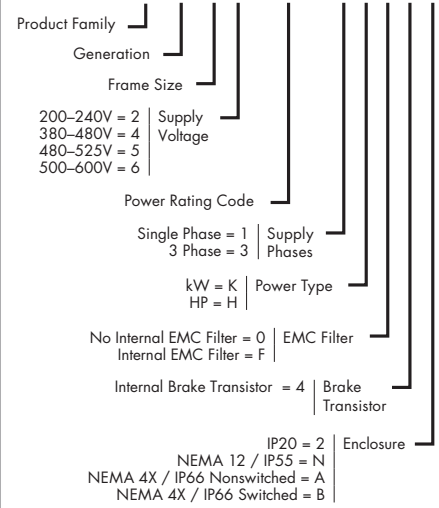 Product Family
Generation
Frame Size
200–240V = 2 | Supply
380–480V = 4 | Voltage
480–525V = 5
500–600V = 6
Power Rating Code
Single Phase = 1 | Supply
3 Phase = 3 | Phases
kW = K | Power Type
HP = H
No Internal EMC Filter = 0 | EMC Filter
Internal EMC Filter = F
Internal Brake Transistor = 4 | Brake
Transistor
IP20 = 2 | Enclosure
NEMA 12 / IP55 = N
NEMA 4X / IP66 Nonswitched = A
NEMA 4X / IP66 Switched = B